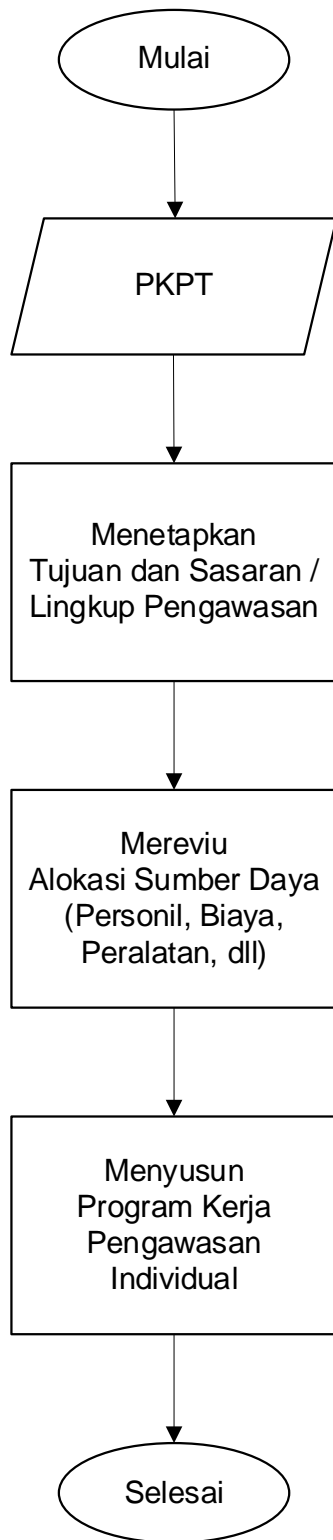 Mulai
PKPT
Menetapkan
Tujuan dan Sasaran /
Lingkup Pengawasan
Mereviu
Alokasi Sumber Daya
(Personil, Biaya,
Peralatan, dll)
Menyusun
Program Kerja
Pengawasan
Individual
Selesai